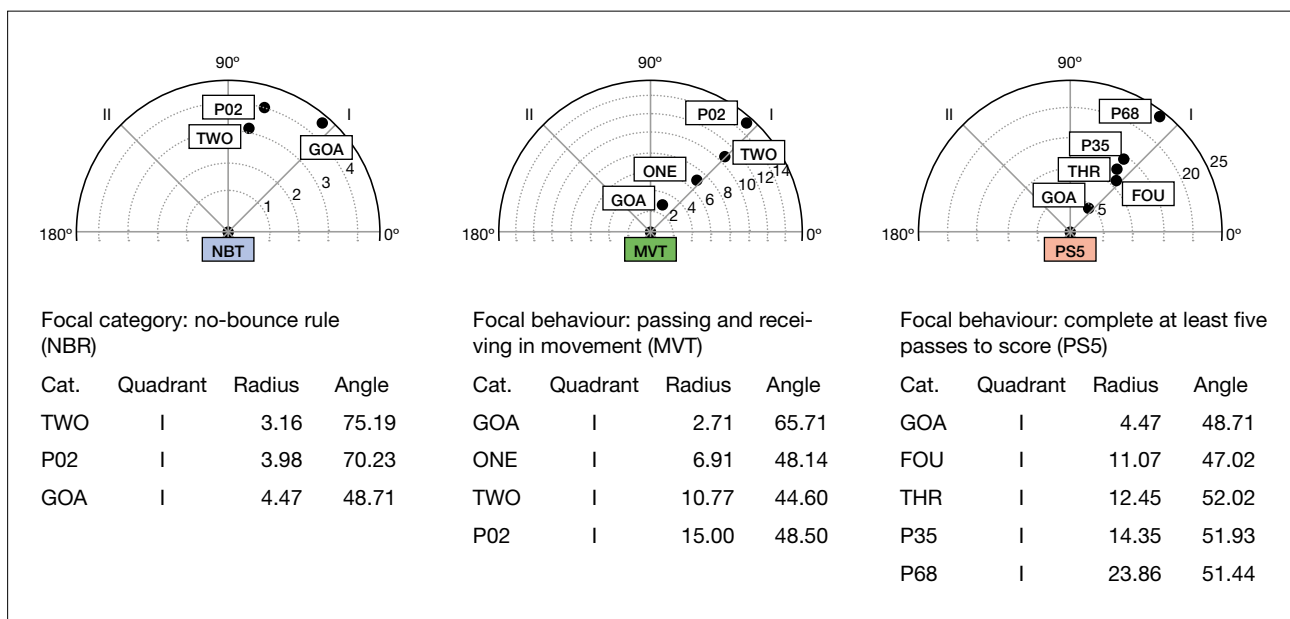 90º
II
I
P02
TWO
GOA
4
3
2
1
180º
0º
NBT
90º
II
I
P02
TWO
ONE
GOA
2
4
6
8
10
12
14
180º
0º
MVT
90º
II
I
P68
P35
THR
GOA
FOU
5
20
25
180º
0º
PS5
Focal category: no-bounce rule
(NBR)
Cat. Quadrant Radius Angle
TWO I 3.16 75.19
P02 I 3.98 70.23
GOA I 4.47 48.71
Focal behaviour: passing and recei-
ving in movement (MVT)
Cat. Quadrant Radius Angle
GOA I 2.71 65.71
ONE I 6.91 48.14
TWO I 10.77 44.60
P02 I 15.00 48.50
Focal behaviour: complete at least five
passes to score (PS5)
Cat. Quadrant Radius Angle
GOA I 4.47 48.71
FOU I 11.07 47.02
THR I 12.45 52.02
P35 I 14.35 51.93
P68 I 23.86 51.44